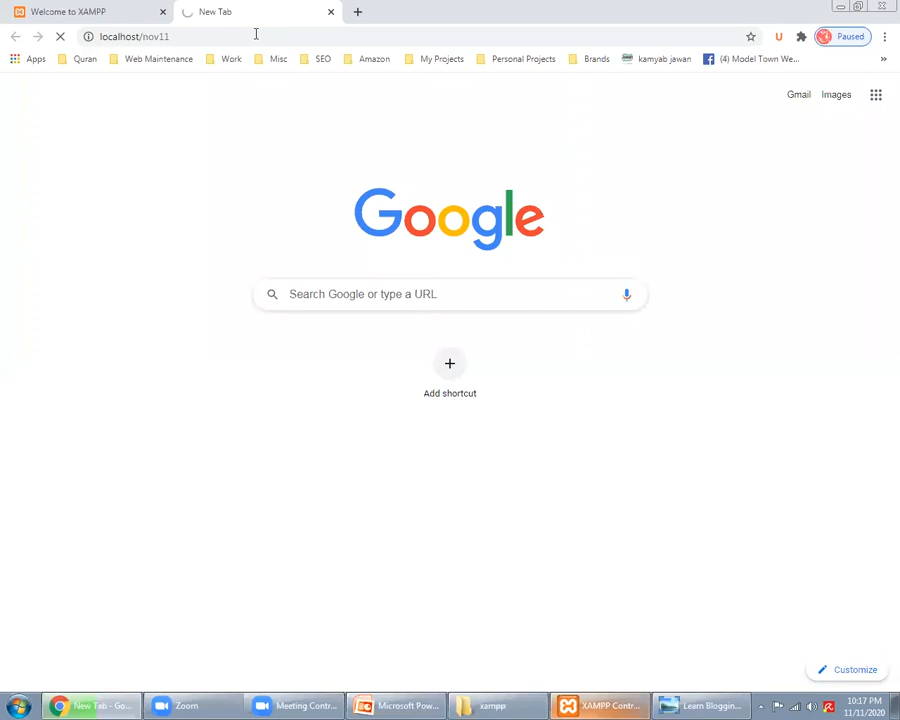 Welcome to XAMPP
New Tab
localhost/nov11
Paused
Apps
Quran
Web Maintenance
Work
Misc
SEO
Amazon
My Projects
Personal Projects
Brands
kamyab jawan
(4) Model Town We...
»
Gmail
Images
Google
Search Google or type a URL
Add shortcut
Customize
New Tab - Go...
Zoom
Meeting Contr...
Microsoft Pow...
xampp
XAMPP Contr...
Learn Bloggin...
10:17 PM
11/11/2020